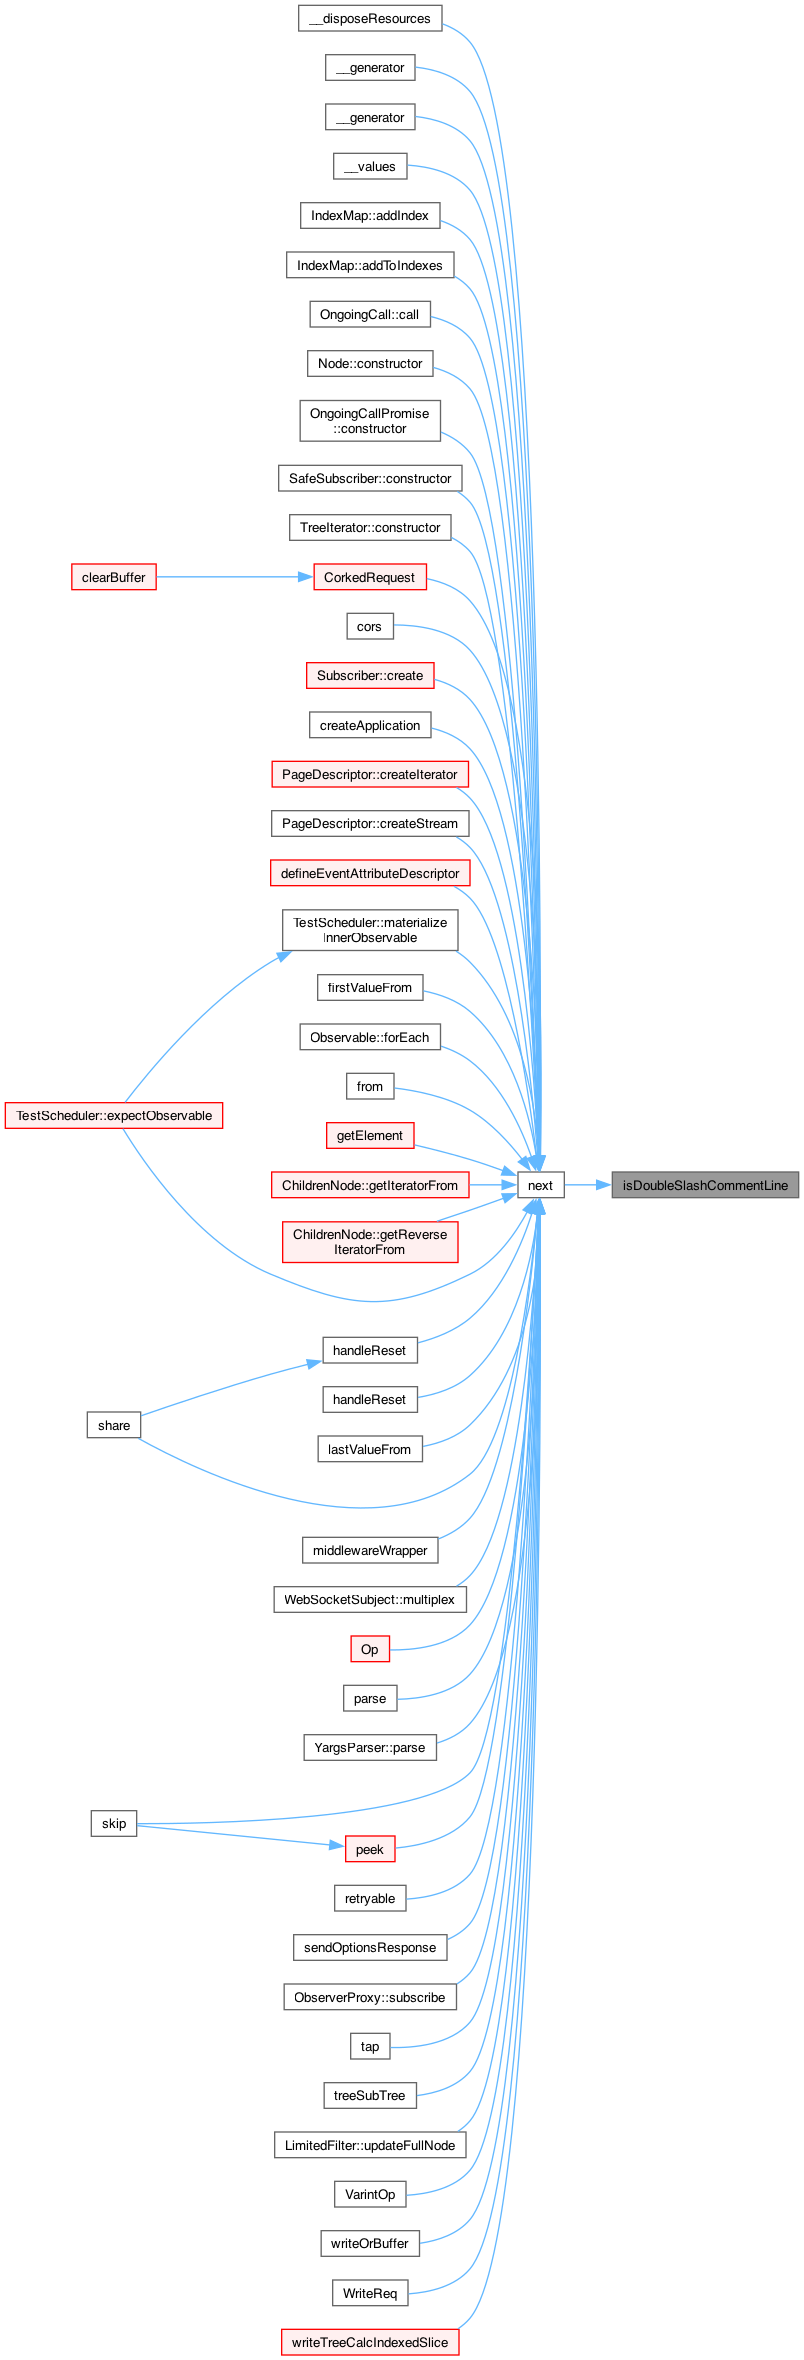 __disposeResources
__generator
__generator
__values
IndexMap::addIndex
IndexMap::addToIndexes
OngoingCall::call
Node::constructor
OngoingCallPromise
::constructor
SafeSubscriber::constructor
TreeIterator::constructor
clearBuffer
CorkedRequest
cors
Subscriber::create
createApplication
PageDescriptor::createIterator
PageDescriptor::createStream
defineEventAttributeDescriptor
TestScheduler::materialize
InnerObservable
firstValueFrom
Observable::forEach
from
TestScheduler::expectObservable
getElement
ChildrenNode::getIteratorFrom
next
isDoubleSlashCommentLine
ChildrenNode::getReverse
IteratorFrom
handleReset
handleReset
share
lastValueFrom
middlewareWrapper
WebSocketSubject::multiplex
Op
parse
YargsParser::parse
skip
peek
retryable
sendOptionsResponse
ObserverProxy::subscribe
tap
treeSubTree
LimitedFilter::updateFullNode
VarintOp
writeOrBuffer
WriteReq
writeTreeCalcIndexedSlice